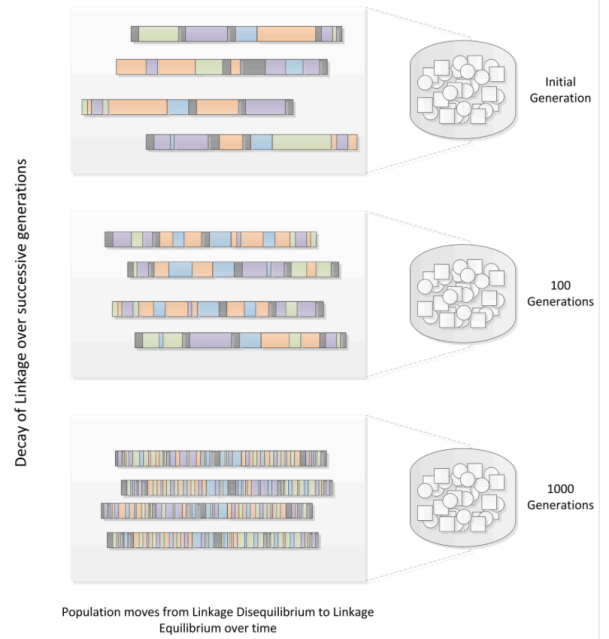 Initial
Generation
Decay of Linkage over successive generations
100
Generations
1000
Generations
Population moves from Linkage Disequilibrium to Linkage
Equilibrium over time